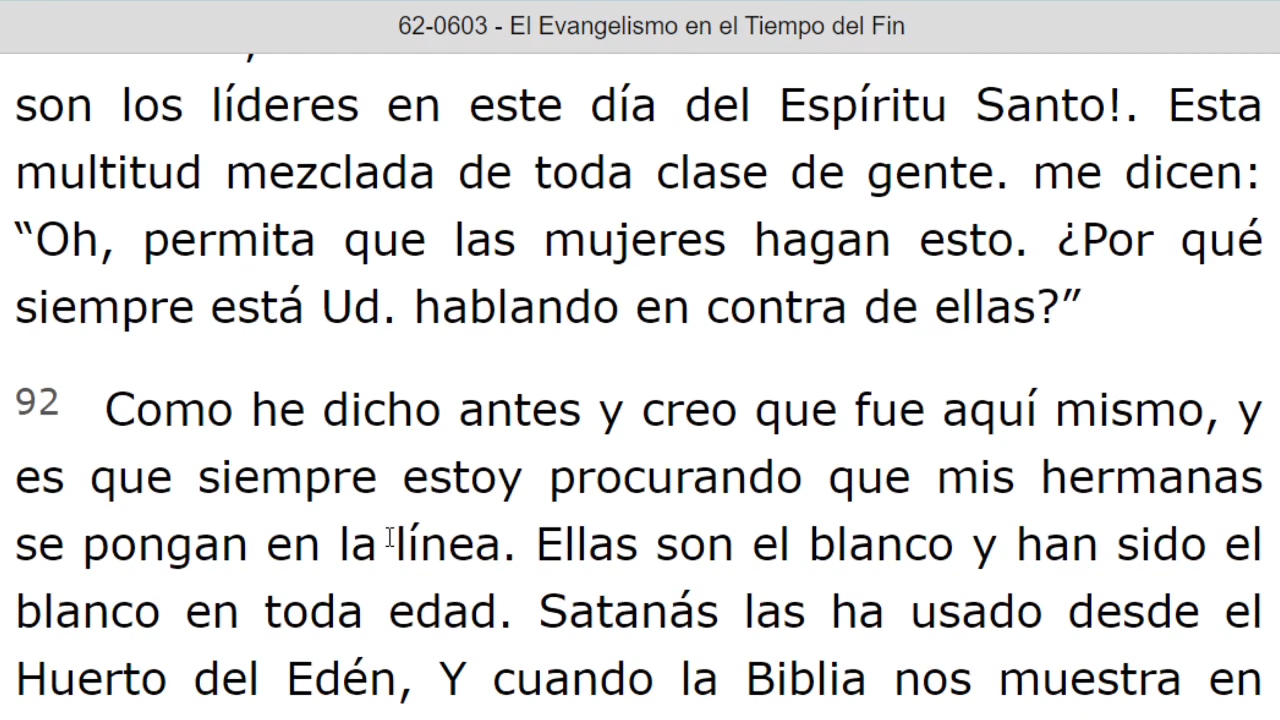 62-0603 - El Evangelismo en el Tiempo del Fin
son los líderes en este día del Espíritu Santo!. Esta
multitud mezclada de toda clase de gente. me dicen:
“Oh, permita que las mujeres hagan esto. ¿Por qué
siempre está Ud. hablando en contra de ellas?”
92 Como he dicho antes y creo que fue aquí mismo, y
es que siempre estoy procurando que mis hermanas
se pongan en la línea. Ellas son el blanco y han sido el
blanco en toda edad. Satanás las ha usado desde el
Huerto del Edén, Y cuando la Biblia nos muestra en